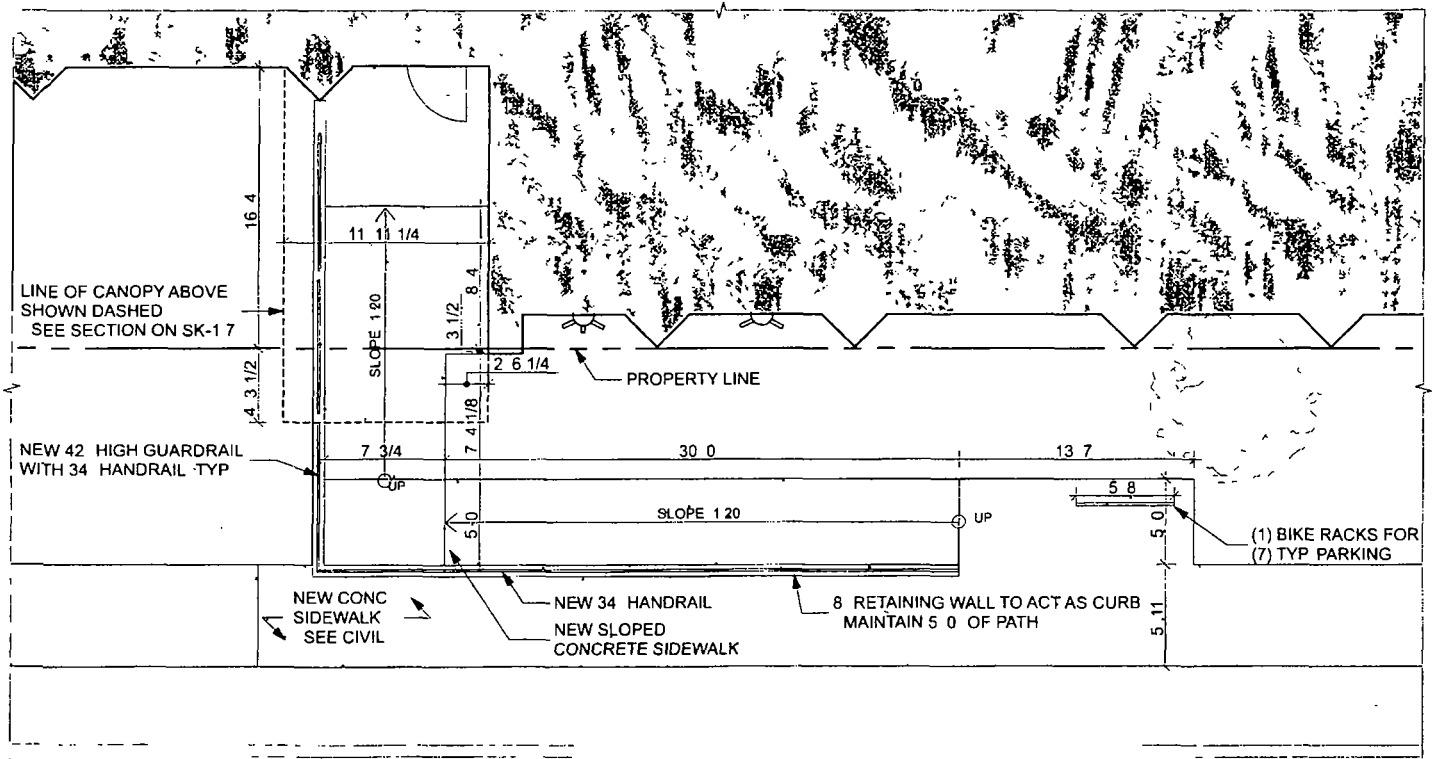 16 4
11 11 1/4
8 4
LINE OF CANOPY ABOVE
SHOWN DASHED
SEE SECTION ON SK-1 7
SLOPE 1 20
3 1/2
2 6 1/4
PROPERTY LINE
4 3 1/2
7 4 1/8
NEW 42 HIGH GUARDRAIL
WITH 34 HANDRAIL TYP
7 3/4
30 0
13 7
UP
5 8
5 0
SLOPE 1 20
UP
5 0
(1) BIKE RACKS FOR
(7) TYP PARKING
NEW CONC
SIDEWALK
SEE CIVIL
NEW 34 HANDRAIL
NEW SLOPED
CONCRETE SIDEWALK
8 RETAINING WALL TO ACT AS CURB
MAINTAIN 5 0 OF PATH
5 11